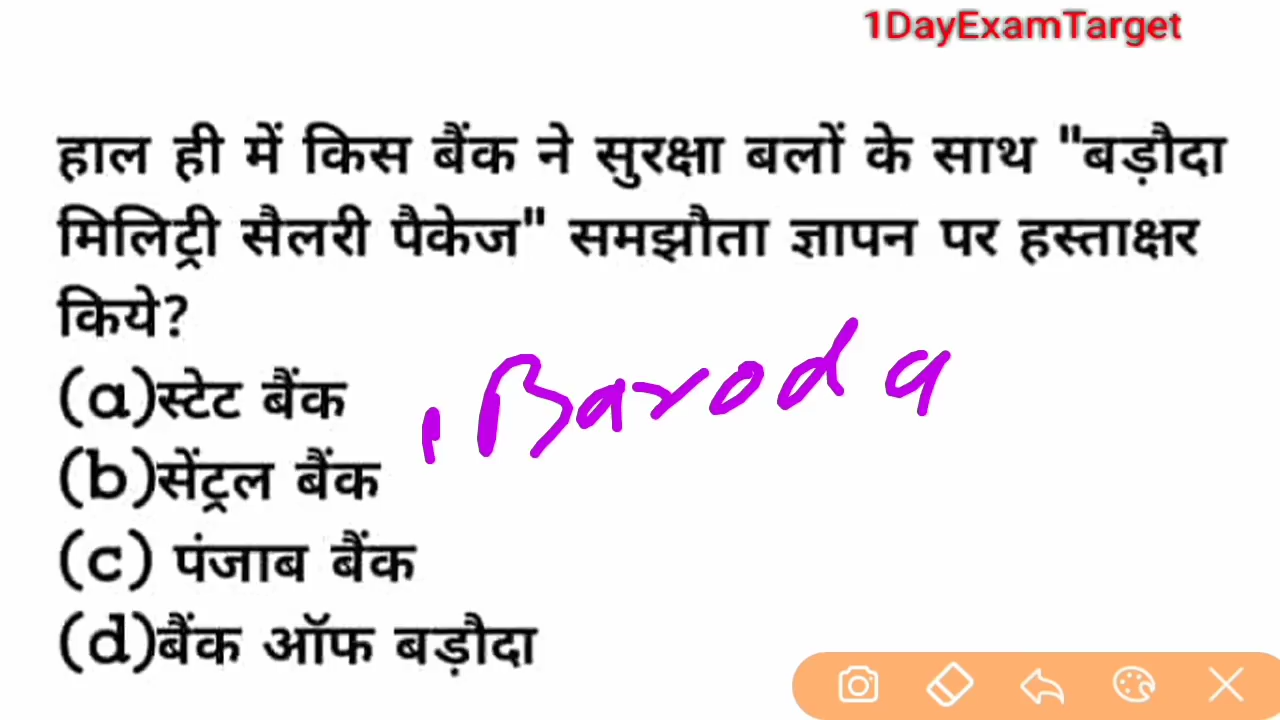 1DayExamTarget
हाल ही में किस बैंक ने सुरक्षा बलों के साथ "बड़ौदा
मिलिट्री सैलरी पैकेज" समझौता ज्ञापन पर हस्ताक्षर
किये?
(a)स्टेट बैंक
Baroda
(b)सेंट्रल बैंक
(c) पंजाब बैंक
(d)बैंक ऑफ बड़ौदा